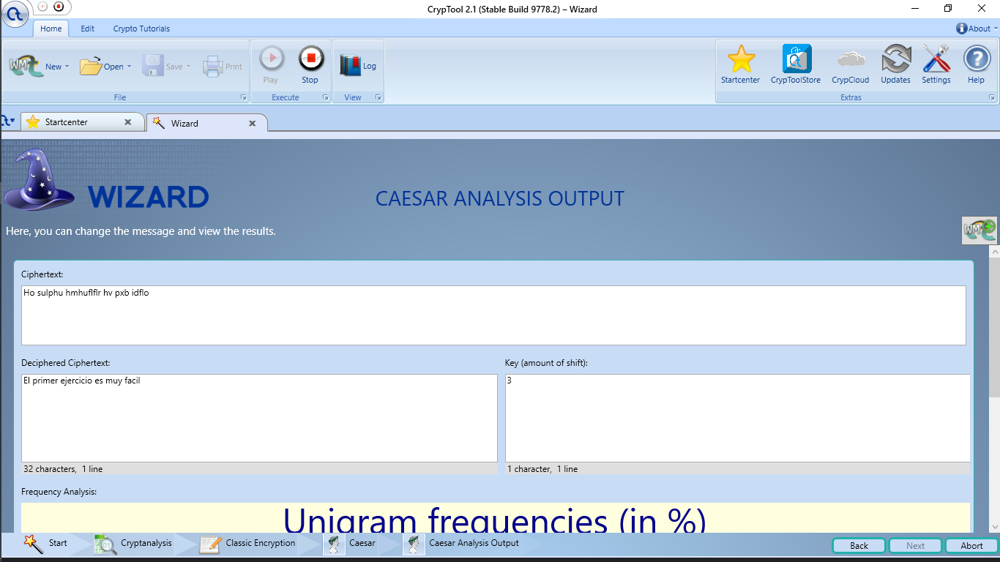 CrypTool 2.1 (Stable Build 9778.2) – Wizard
Home Edit Crypto Tutorials About
New Open Save Print Play Stop Log Startcenter CrypToolStore CrypCloud Updates Settings Help
File Execute View Extras
Startcenter Wizard
WIZARD
CAESAR ANALYSIS OUTPUT
Here, you can change the message and view the results.
Ciphertext:
Ho sulphu hmhuflflr hv pxb idflo
Deciphered Ciphertext: Key (amount of shift):
El primer ejercicio es muy facil 3
32 characters, 1 line 1 character, 1 line
Frequency Analysis:
Unigram frequencies (in %)
Start Cryptanalysis Classic Encryption Caesar Caesar Analysis Output Back Next Abort